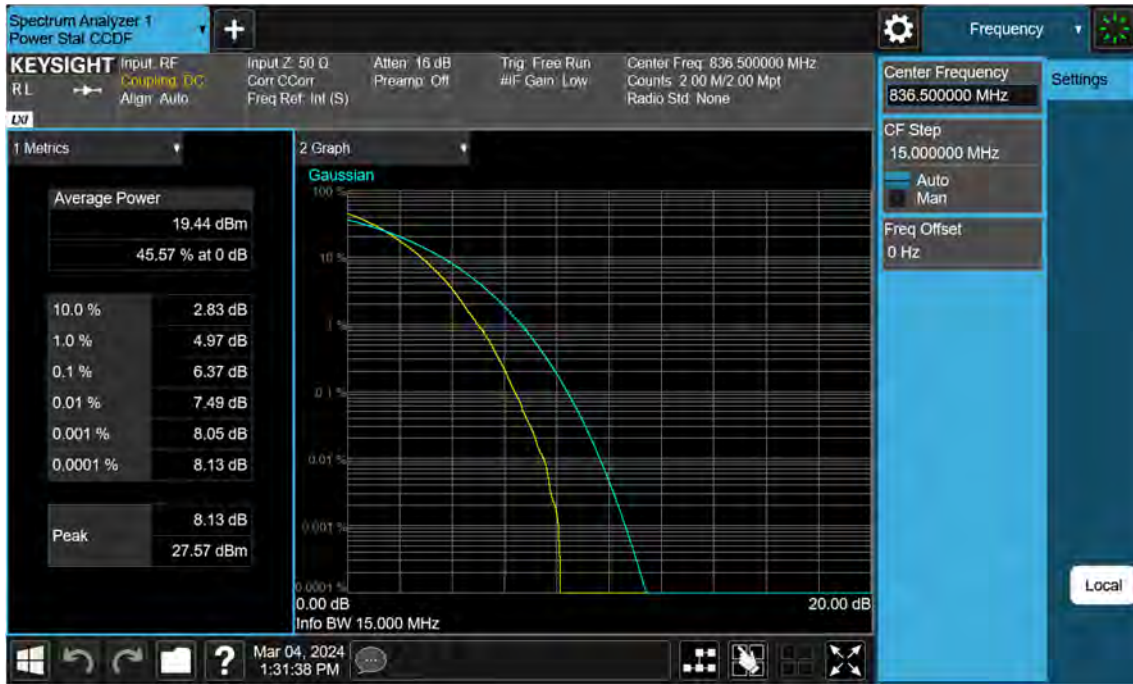 Spectrum Analyzer 1
Power Stat CCDF
Frequency
KEYSIGHT
RL
LXI
Input: RF
Coupling: DC
Align: Auto
Input Z: 50 Ω
Corr CCorr
Freq Ref: Int (S)
Atten: 16 dB
Preamp: Off
Trig: Free Run
#IF Gain: Low
Center Freq: 836.500000 MHz
Counts: 2.00 M/2.00 Mpt
Radio Std: None
1 Metrics
Average Power
19.44 dBm
45.57 % at 0 dB
10.0 % 2.83 dB
1.0 % 4.97 dB
0.1 % 6.37 dB
0.01 % 7.49 dB
0.001 % 8.05 dB
0.0001 % 8.13 dB
Peak
8.13 dB
27.57 dBm
2 Graph
Gaussian
100 %
10 %
1 %
0.1 %
0.01 %
0.001 %
0.0001 %
0.00 dB 20.00 dB
Info BW 15.000 MHz
Center Frequency
836.500000 MHz
CF Step
15.000000 MHz
Auto
Man
Freq Offset
0 Hz
Settings
Local
?
Mar 04, 2024
1:31:38 PM